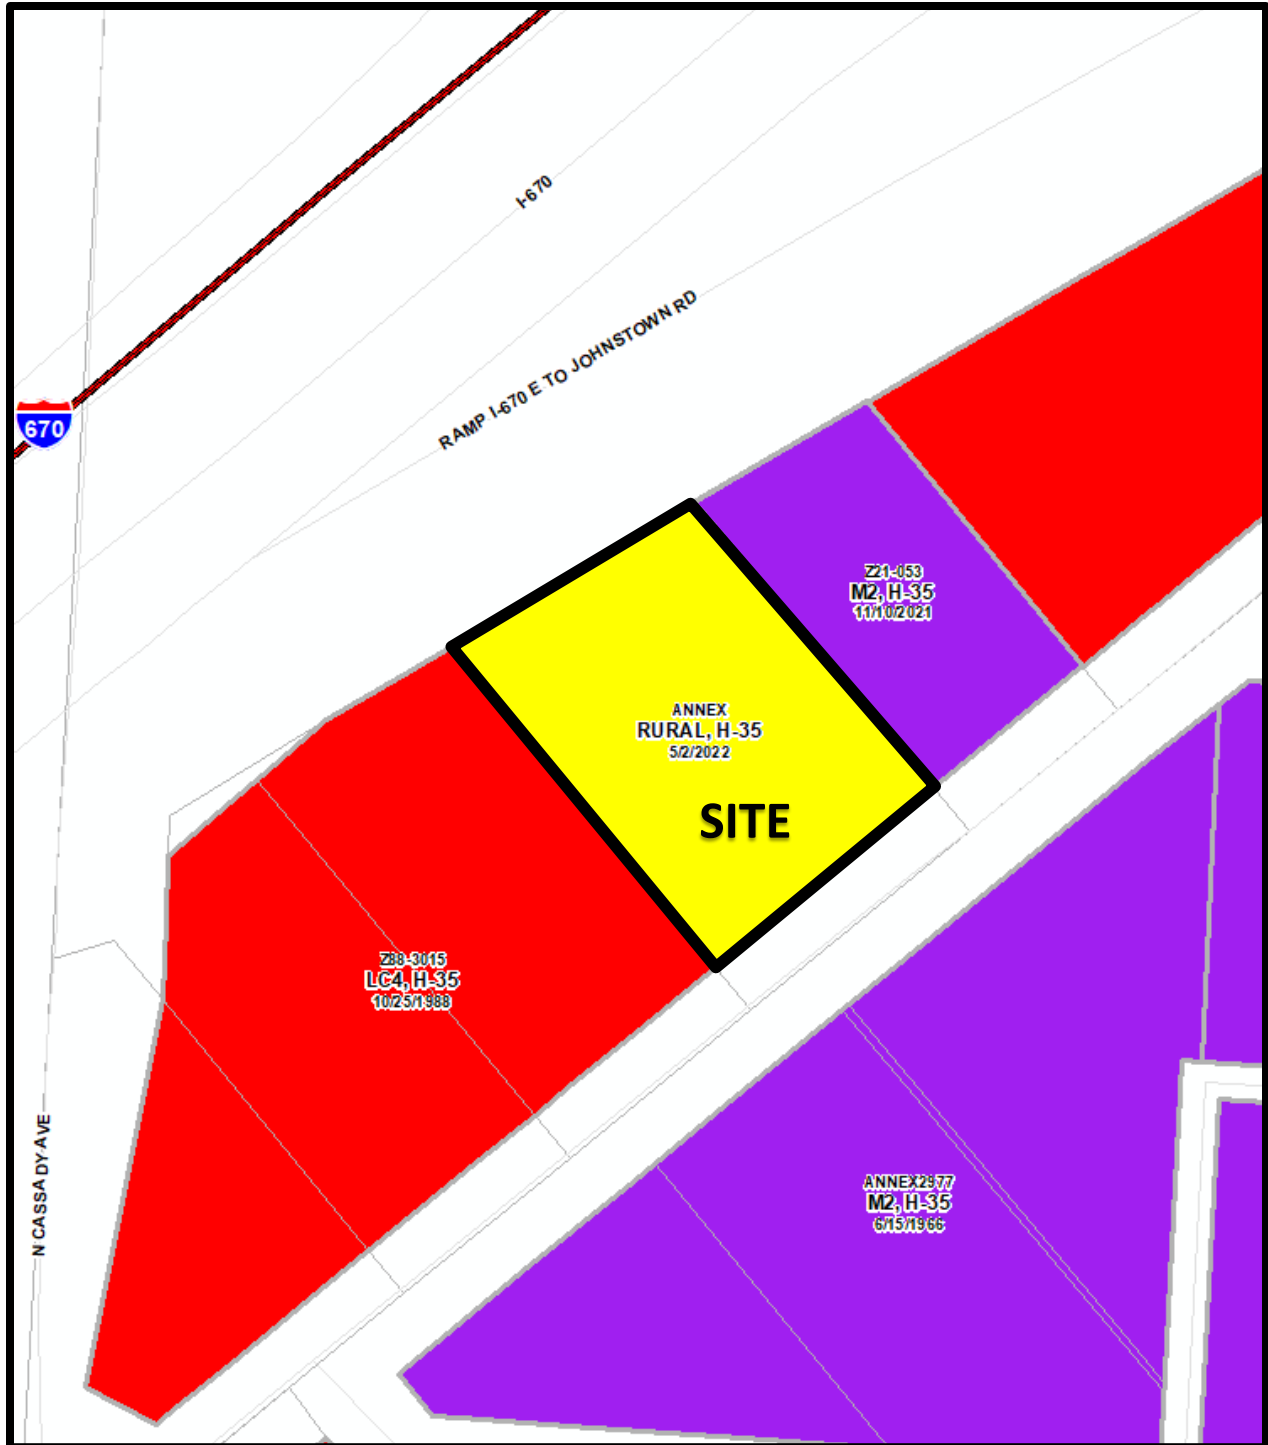 I-670
RAMP I-670 E TO JOHNSTOWN RD
670
Z21-053
M2, H-35
11/10/2021
ANNEX
RURAL, H-35
5/2/2022
SITE
Z88-3015
LC4, H-35
10/25/1988
N CASSADY AVE
ANNEX2977
M2, H-35
6/15/1966